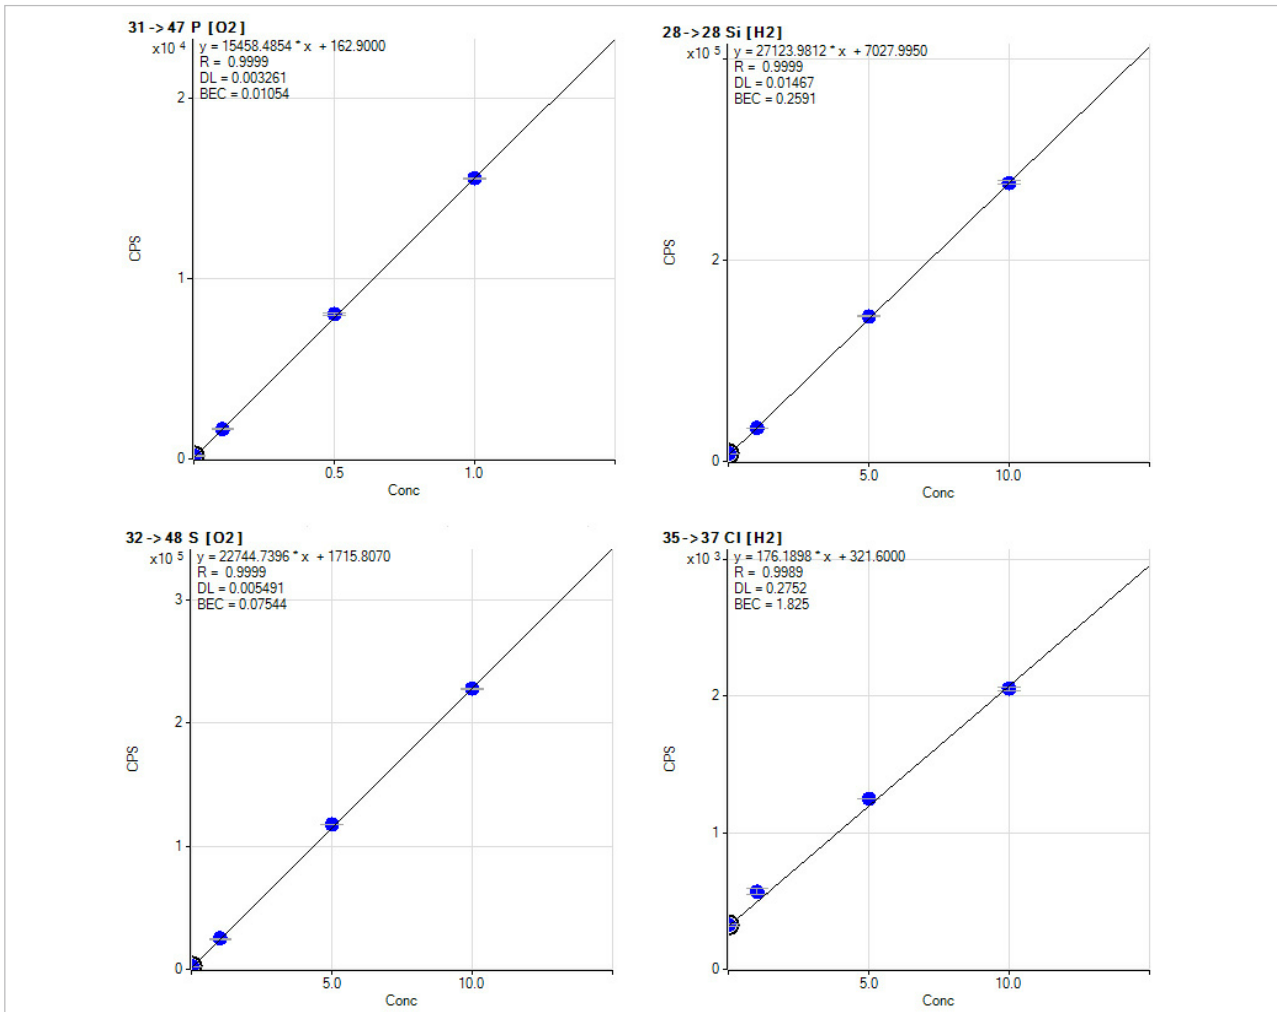 31->47 P [O2]
x10 4
y = 15458.4854 * x + 162.9000
R = 0.9999
DL = 0.003261
BEC = 0.01054
2
1
0
CPS
0.5
1.0
Conc
28->28 Si [H2]
x10 5
y = 27123.9812 * x + 7027.9950
R = 0.9999
DL = 0.01467
BEC = 0.2591
2
0
CPS
5.0
10.0
Conc
32->48 S [O2]
x10 5
y = 22744.7396 * x + 1715.8070
R = 0.9999
DL = 0.005491
BEC = 0.07544
3
2
1
0
CPS
5.0
10.0
Conc
35->37 Cl [H2]
x10 3
y = 176.1898 * x + 321.6000
R = 0.9989
DL = 0.2752
BEC = 1.825
2
1
0
CPS
5.0
10.0
Conc